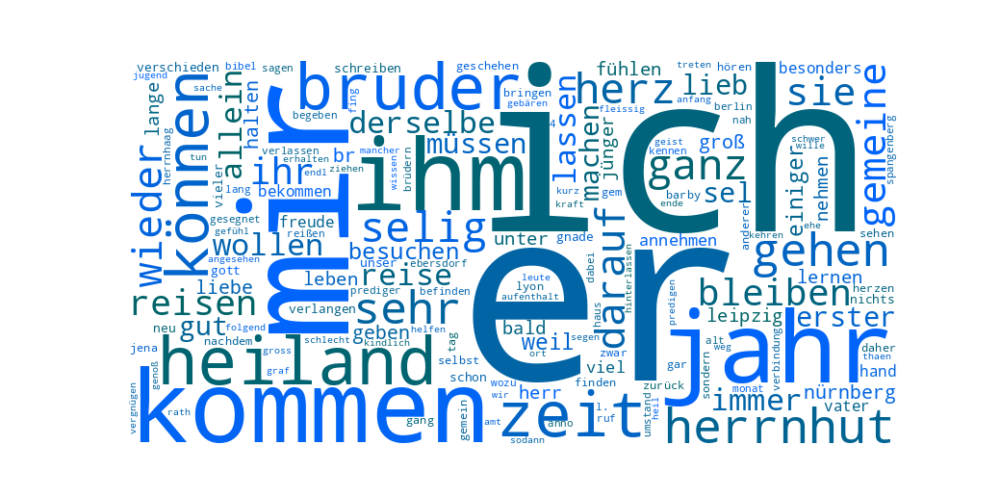 verschieden
bibel
sagen
schreiben
geschehen
fühlen
treten
hören
besonders
jugend
sache
bruder
bringen
gebären
herz
lieb
sie
fleissig
anfang
berlin
nah
lange
können
allein
halten
begeben
fing
derselbe
lassen
machen
jünger
groß
geist
kennen
schwer
wille
gemeine
spangenberg
herrnhaag
tun
vieler
verlassen
erhalten
mancher
müssen
ich
ganz
einiger
nehmen
wieder
ihr
br
endl
ziehen
wissen
brüdern
ihm
kurz
kraft
gem
barby
sel
ende
anderer
ehe
lang
bekommen
mir
gesegnet
gefühl
freude
reißen
selig
unter
gnade
darauf
annehmen
kehren
sehen
wollen
besuchen
er
gehen
angesehen
gott
unser
ebersdorf
dabei
hinterlassen
leben
reise
leute
lyon
aufenthalt
lernen
herzen
liebe
prediger
befinden
bleiben
nichts
reisen
verlangen
sehr
haus
predigen
leipzig
erster
neu
folgend
gut
geben
helfen
bald
weil
segen
jahr
nachdem
schlecht
kindlich
tag
ort
zwar
alt
weg
verbindung
daher
thaen
jena
heiland
gross
graf
selbst
schon
viel
gar
sondern
hand
genoß
kommen
wozu
wir
herr
finden
zurück
monat
nürnberg
vergnügen
rath
zeit
l.
ruf
umstand
heil
immer
vater
gang
gemein
amt
anno
sodann
herrnhut
4